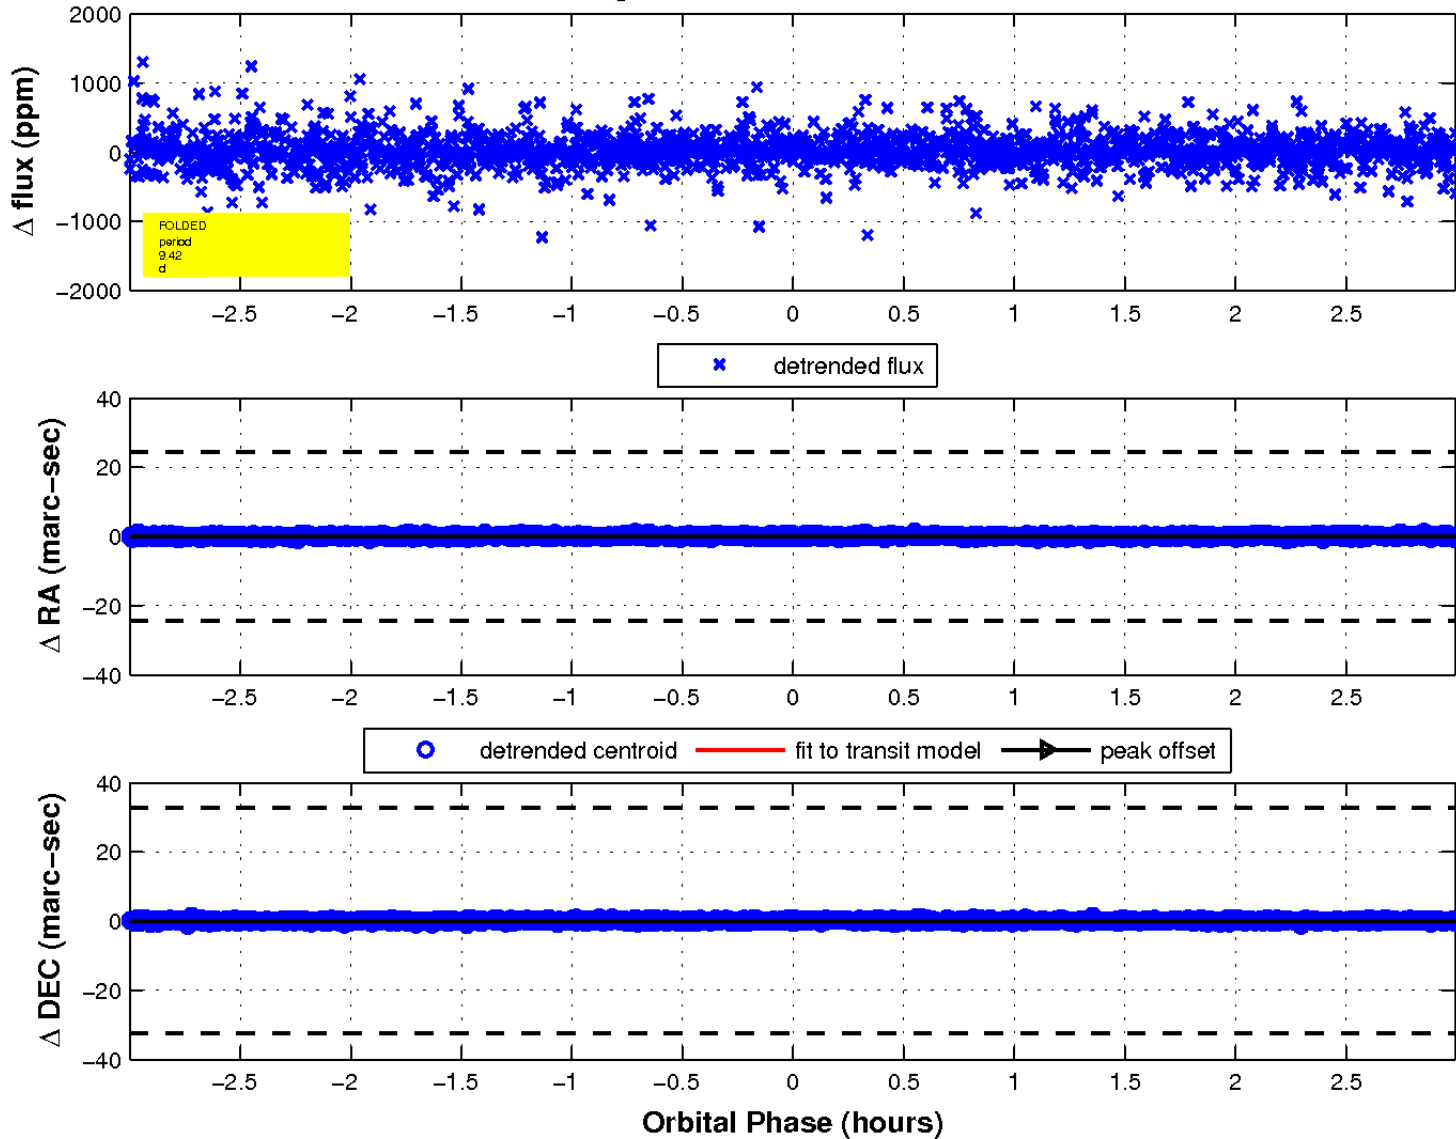 2000
1000
0
−1000
−2000
Δ flux (ppm)
FOLDED
period
9.42
d
−2.5 −2 −1.5 −1 −0.5 0 0.5 1 1.5 2 2.5
detrended flux
40
20
0
−20
−40
Δ RA (marc−sec)
−2.5 −2 −1.5 −1 −0.5 0 0.5 1 1.5 2 2.5
detrended centroid fit to transit model peak offset
40
20
0
−20
−40
Δ DEC (marc−sec)
−2.5 −2 −1.5 −1 −0.5 0 0.5 1 1.5 2 2.5
Orbital Phase (hours)